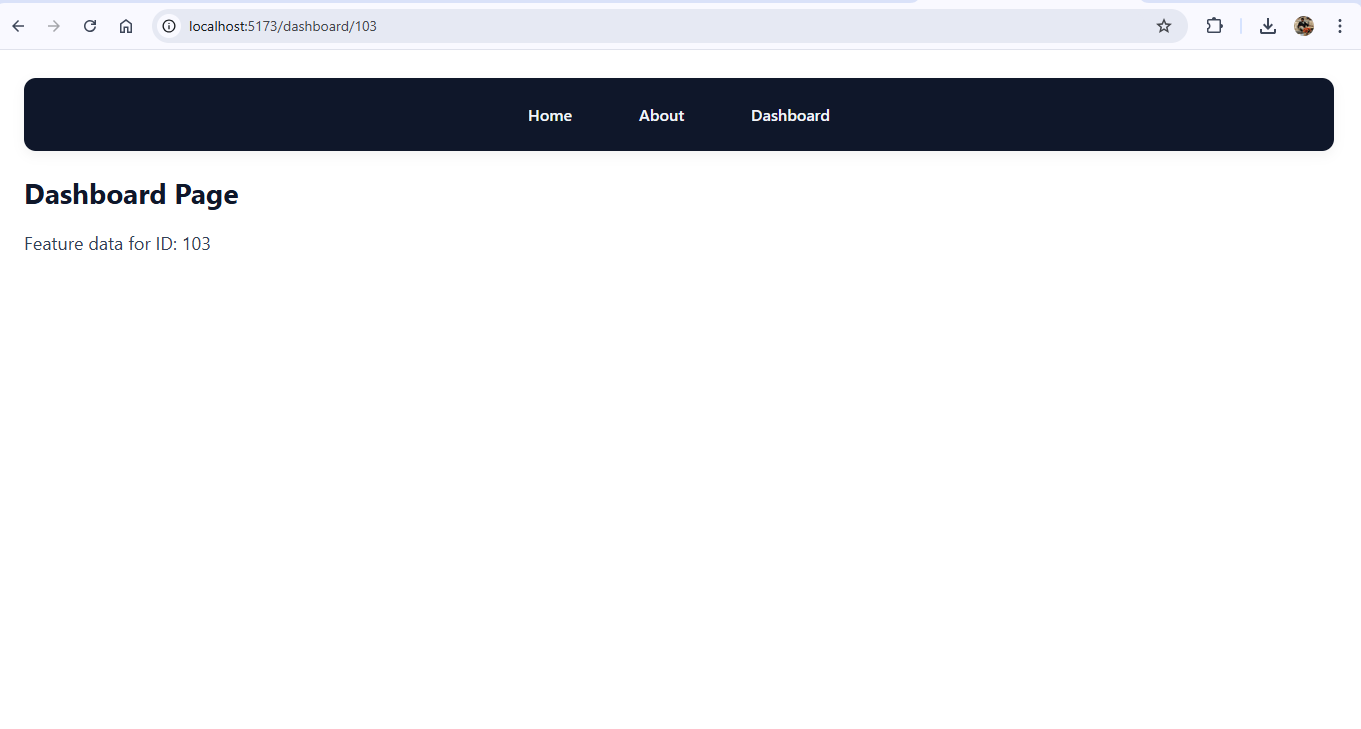 localhost:5173/dashboard/103
Home About Dashboard
Dashboard Page
Feature data for ID: 103